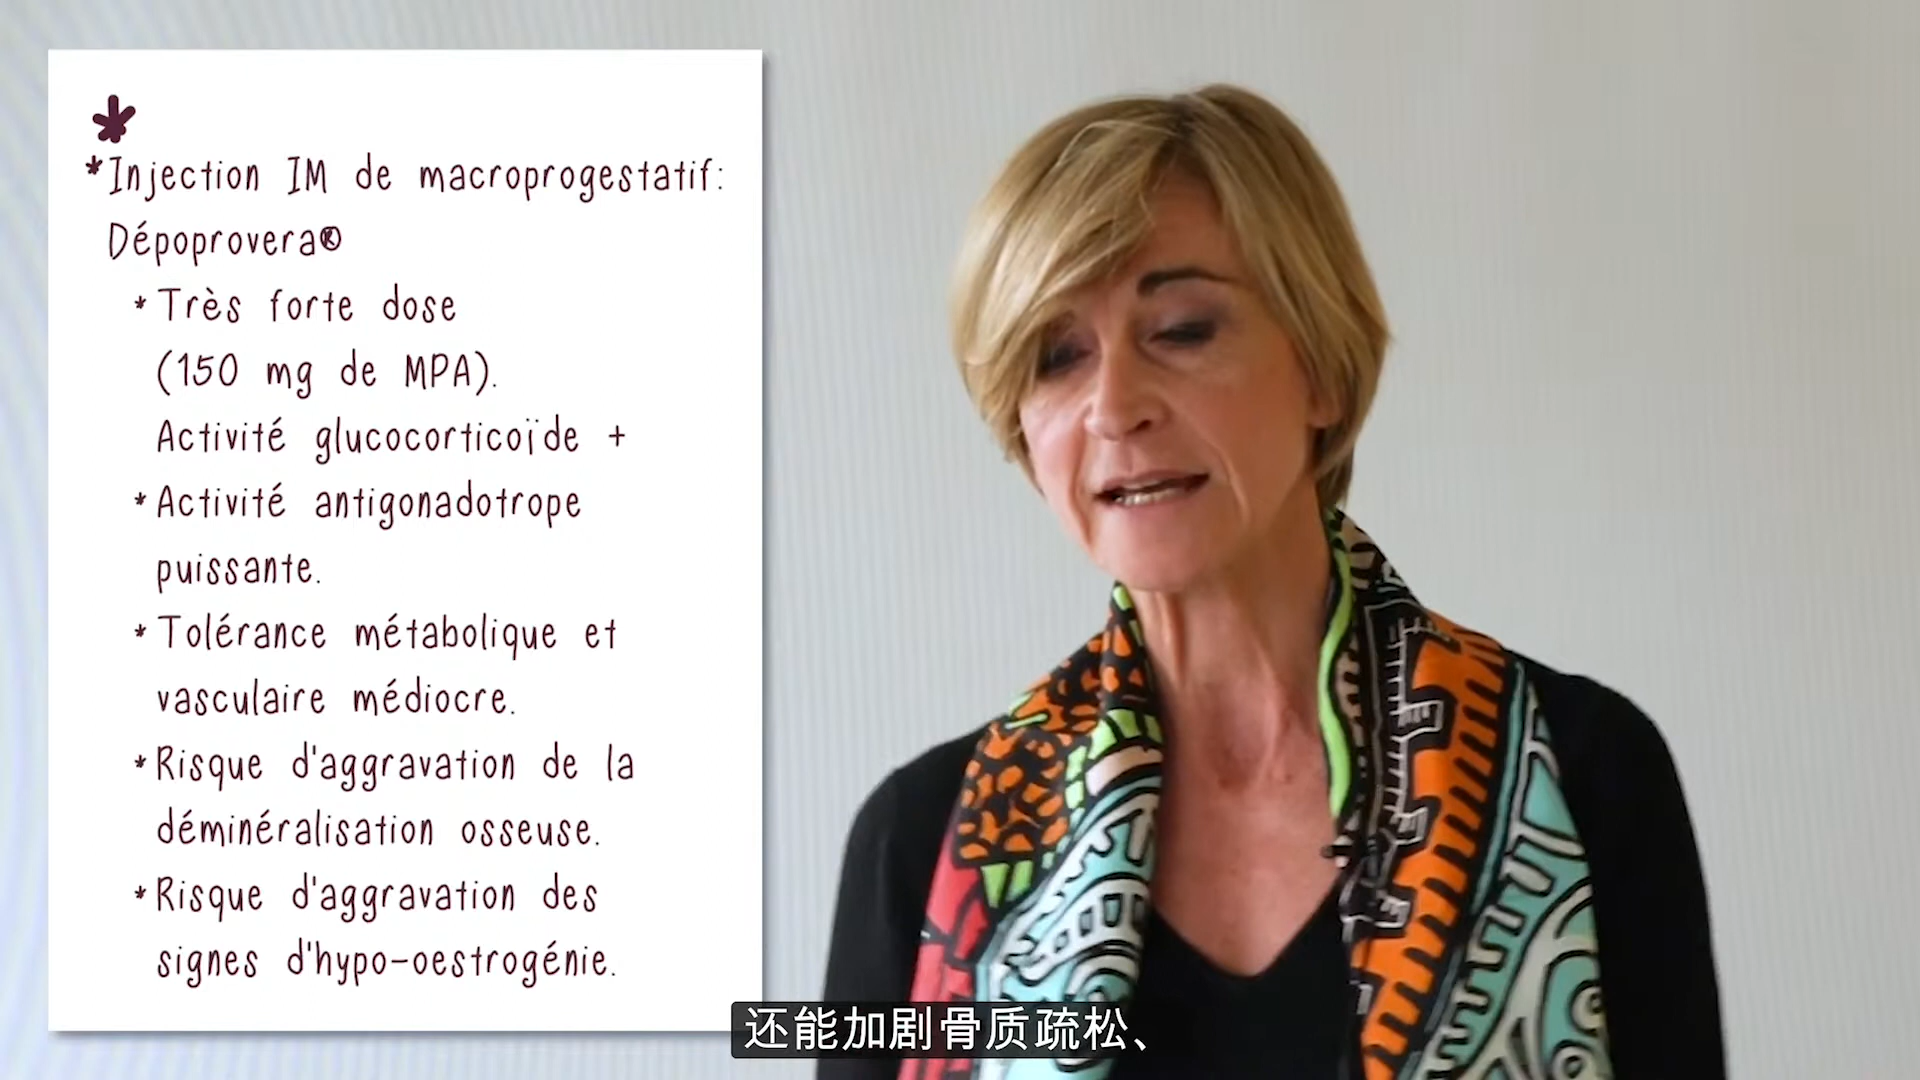 *Injection IM de macroprogestatif:
Dépoprovera®
*Très forte dose
(150 mg de MPA).
Activité glucocorticoïde +
*Activité antigonadotrope
puissante.
*Tolérance métabolique et
vasculaire médiocre.
*Risque d'aggravation de la
déminéralisation osseuse.
*Risque d'aggravation des
signes d'hypo-oestrogénie.
还能加剧骨质疏松、